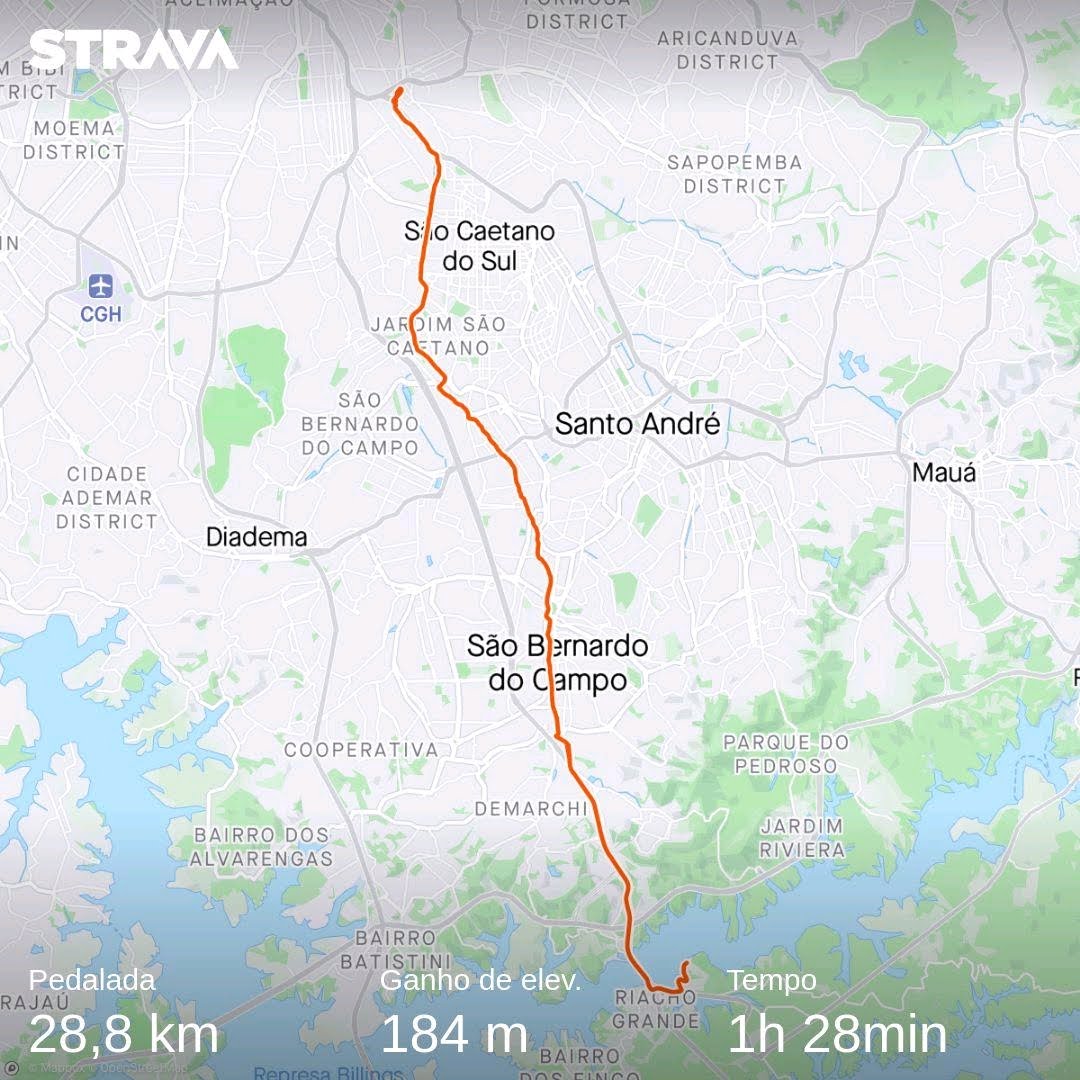 ACLIMAÇÃO
FORMOSA
DISTRICT
STRAVA
ARICANDUVA
DISTRICT
M BIBI
TRICT
MOEMA
DISTRICT
SAPOPEMBA
DISTRICT
São Caetano
do Sul
IN
CGH
JARDIM SÃO
CAETANO
SÃO
BERNARDO
DO CAMPO
Santo André
Mauá
CIDADE
ADEMAR
DISTRICT
Diadema
São Bernardo
do Campo
COOPERATIVA
PARQUE DO
PEDROSO
DEMARCHI
BAIRRO DOS
ALVARENGAS
JARDIM
RIVIERA
BAIRRO
BATISTINI
Pedalada
Ganho de elev.
Tempo
RAJAÚ
RIACHO
GRANDE
28,8 km
184 m
1h 28min
BAIRRO
DOS FINCO
© Mapbox © OpenStreetMap
Represa Billings